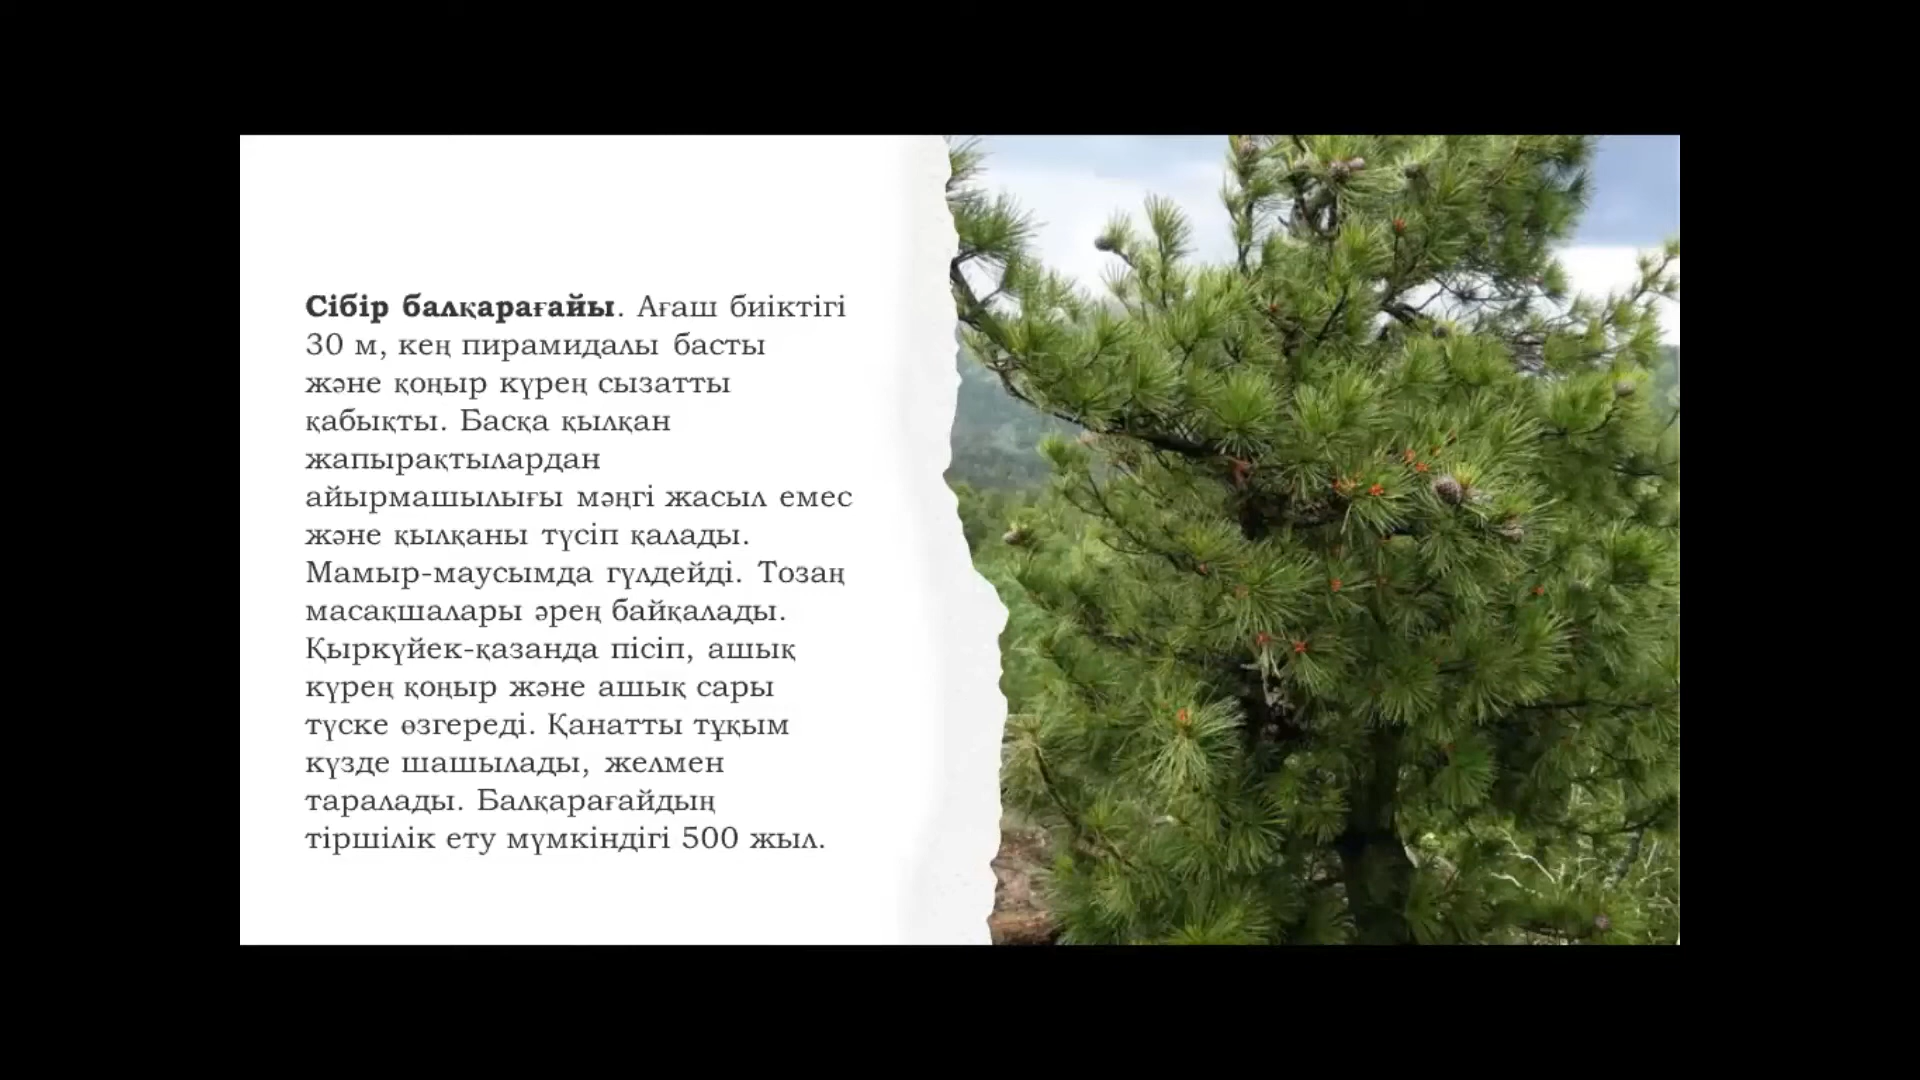 Сібір балқарағайы. Ағаш биіктігі
30 м, кең пирамидалы басты
және қоңыр күрең сызатты
қабықты. Басқа қылқан
жапырақтылардан
айырмашылығы мәңгі жасыл емес
және қылқаны түсіп қалады.
Мамыр-маусымда гүлдейді. Тозаң
масақшалары әрең байқалады.
Қыркүйек-қазанда пісіп, ашық
күрең қоңыр және ашық сары
түске өзгереді. Қанатты тұқым
күзде шашылады, желмен
таралады. Балқарағайдың
тіршілік ету мүмкіндігі 500 жыл.